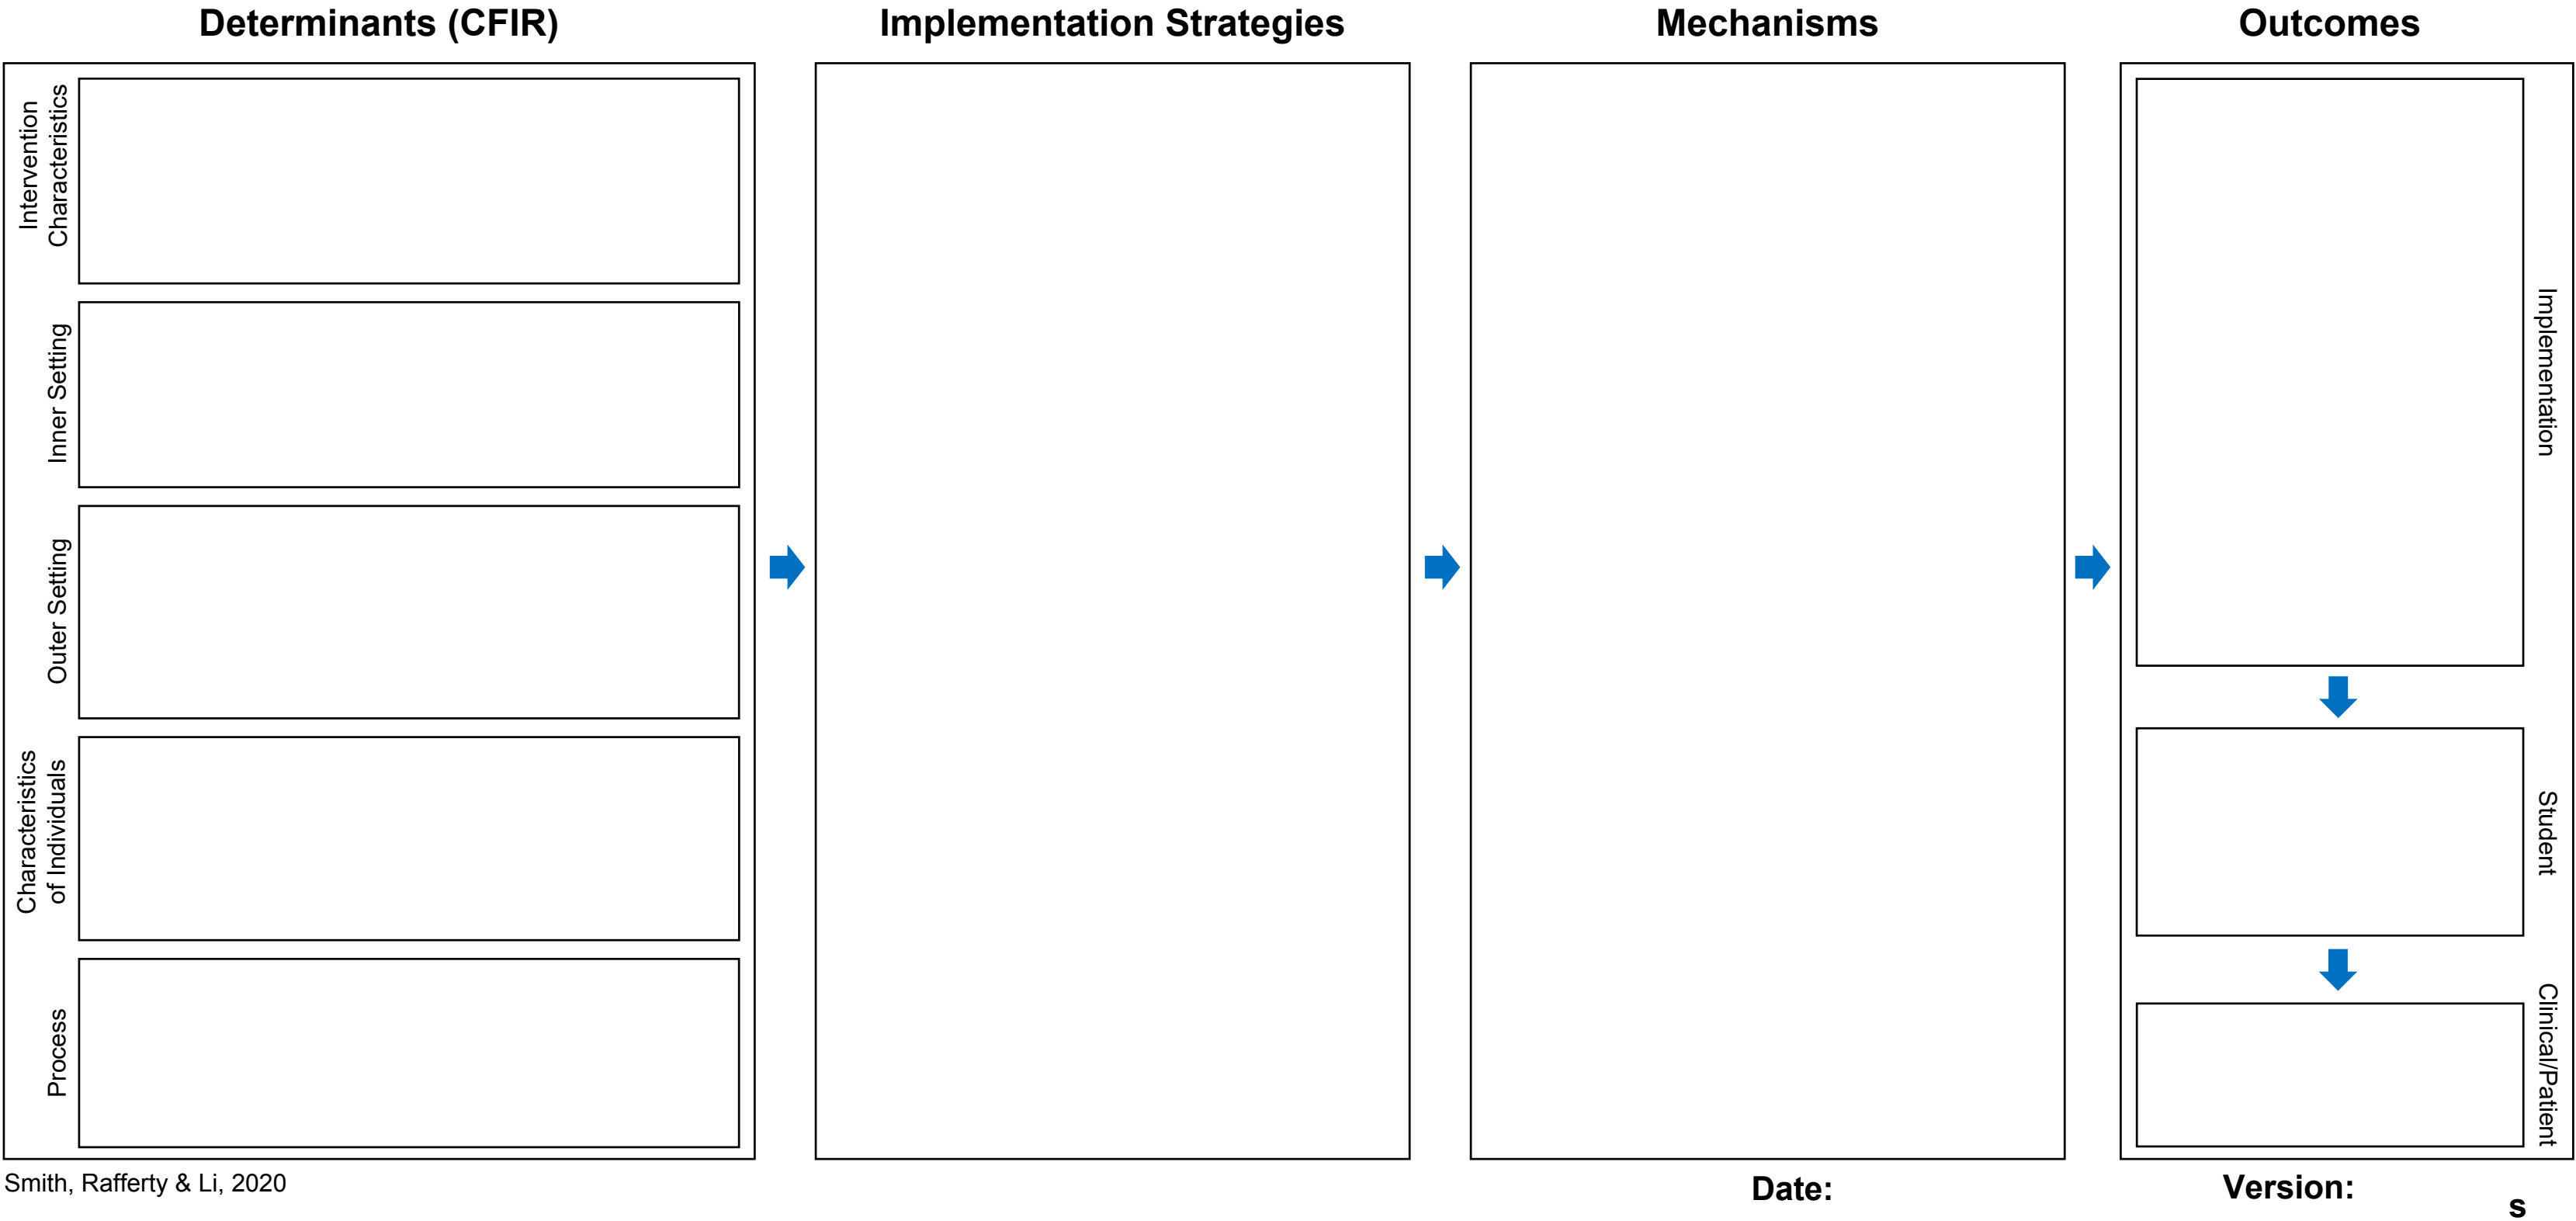 Determinants (CFIR)
Implementation Strategies
Mechanisms
Outcomes
Intervention
Characteristics
Inner Setting
Outer Setting
Characteristics
of Individuals
Process
Implementation
Student
Clinical/Patient
Smith, Rafferty & Li, 2020
Date:
Version:
s